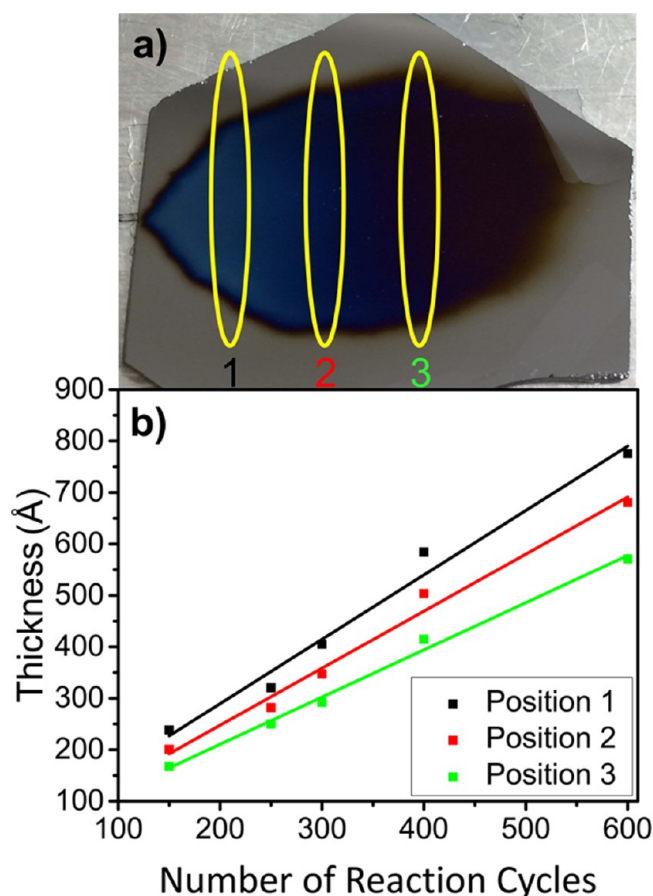 a)
1 2 3
b)
900
800
700
600
500
400
300
200
100
Thickness (Å)
Position 1
Position 2
Position 3
100 200 300 400 500 600
Number of Reaction Cycles